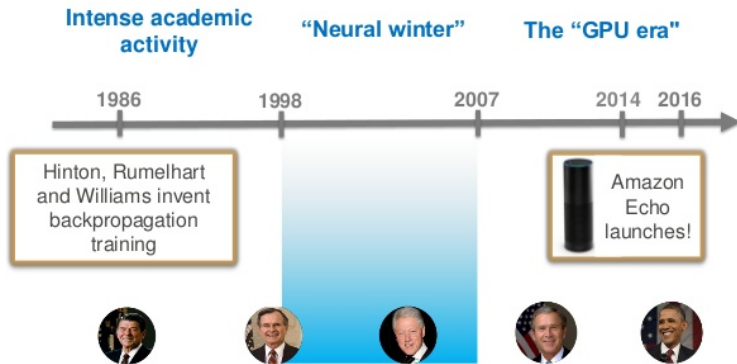 Intense academic
activity
“Neural winter”
The “GPU era"
1986
1998
2007
2014
2016
Hinton, Rumelhart
and Williams invent
backpropagation
training
Amazon
Echo
launches!